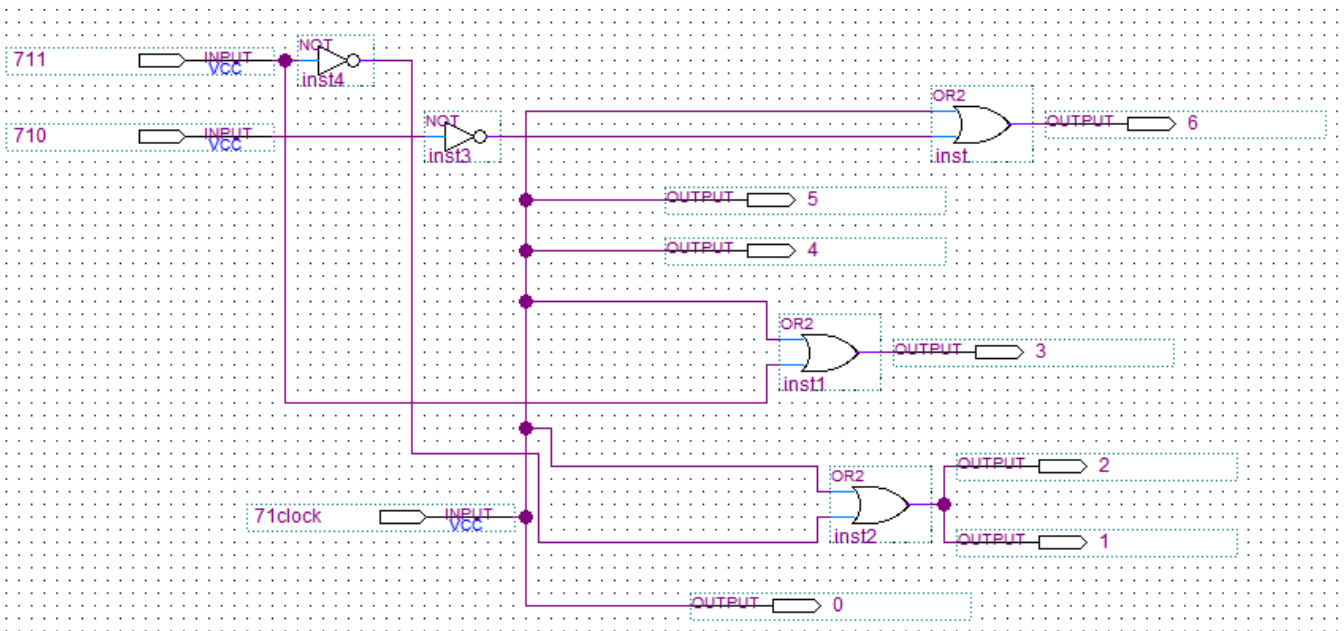 NOT
711 INPUT
VCC
inst4
OR2
NOT
710 INPUT
VCC
inst3
OUTPUT 6
inst
OUTPUT 5
OUTPUT 4
OR2
OUTPUT 3
inst1
OUTPUT 2
OR2
71clock INPUT
VCC
inst2
OUTPUT 1
OUTPUT 0